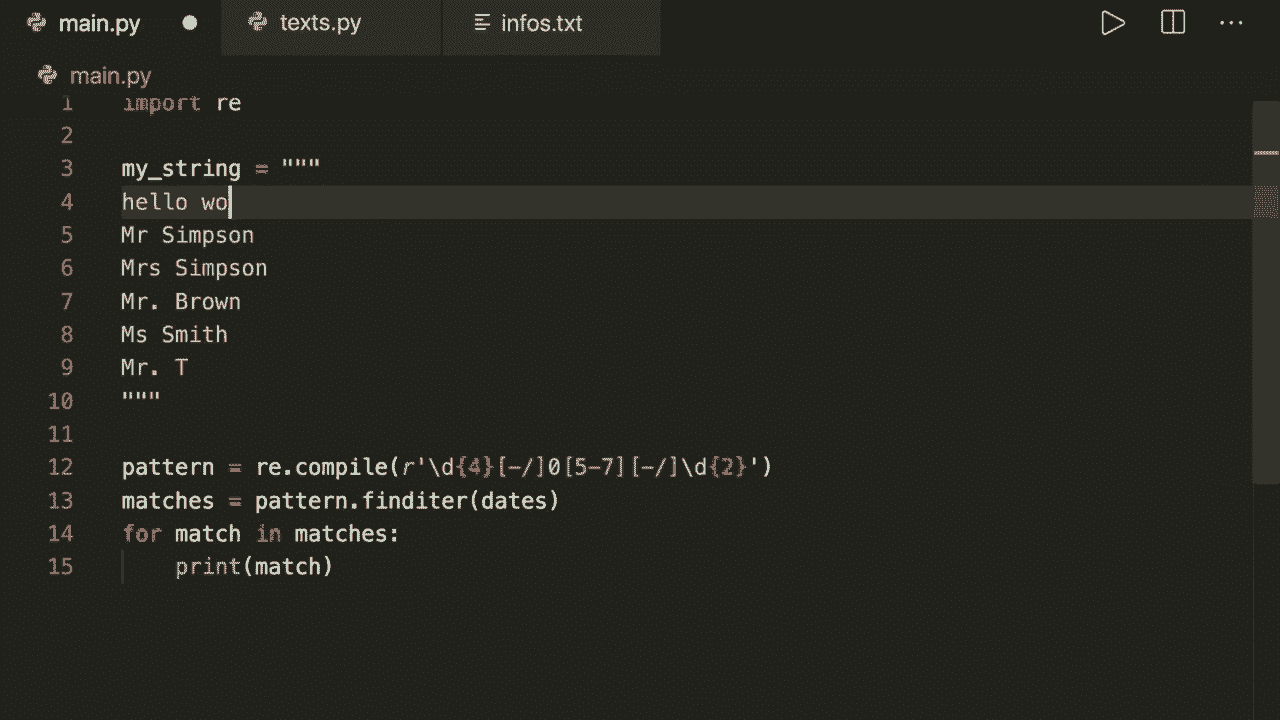 main.py
texts.py
infos.txt
main.py
1 import re
2
3 my_string = """
4 hello wo
5 Mr Simpson
6 Mrs Simpson
7 Mr. Brown
8 Ms Smith
9 Mr. T
10 """
11
12 pattern = re.compile(r'\d{4}[-/]0[5-7][-/]\d{2}')
13 matches = pattern.finditer(dates)
14 for match in matches:
15     print(match)